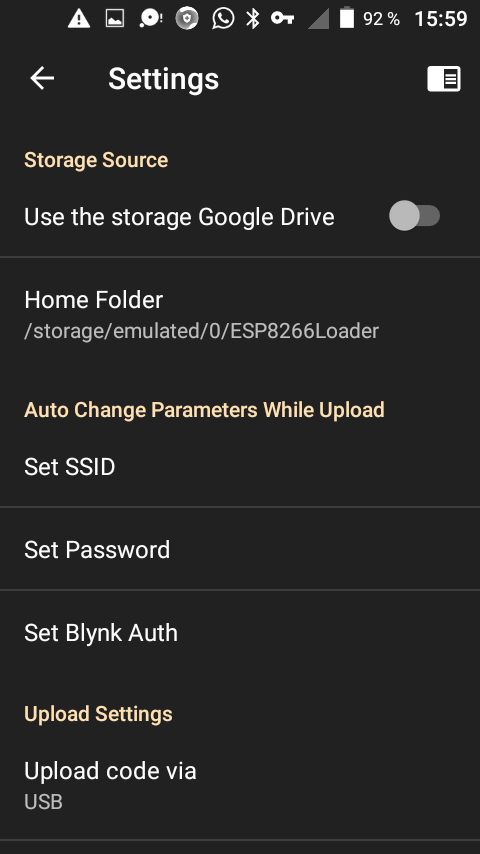 92 % 15:59
Settings
Storage Source
Use the storage Google Drive
Home Folder
/storage/emulated/0/ESP8266Loader
Auto Change Parameters While Upload
Set SSID
Set Password
Set Blynk Auth
Upload Settings
Upload code via
USB